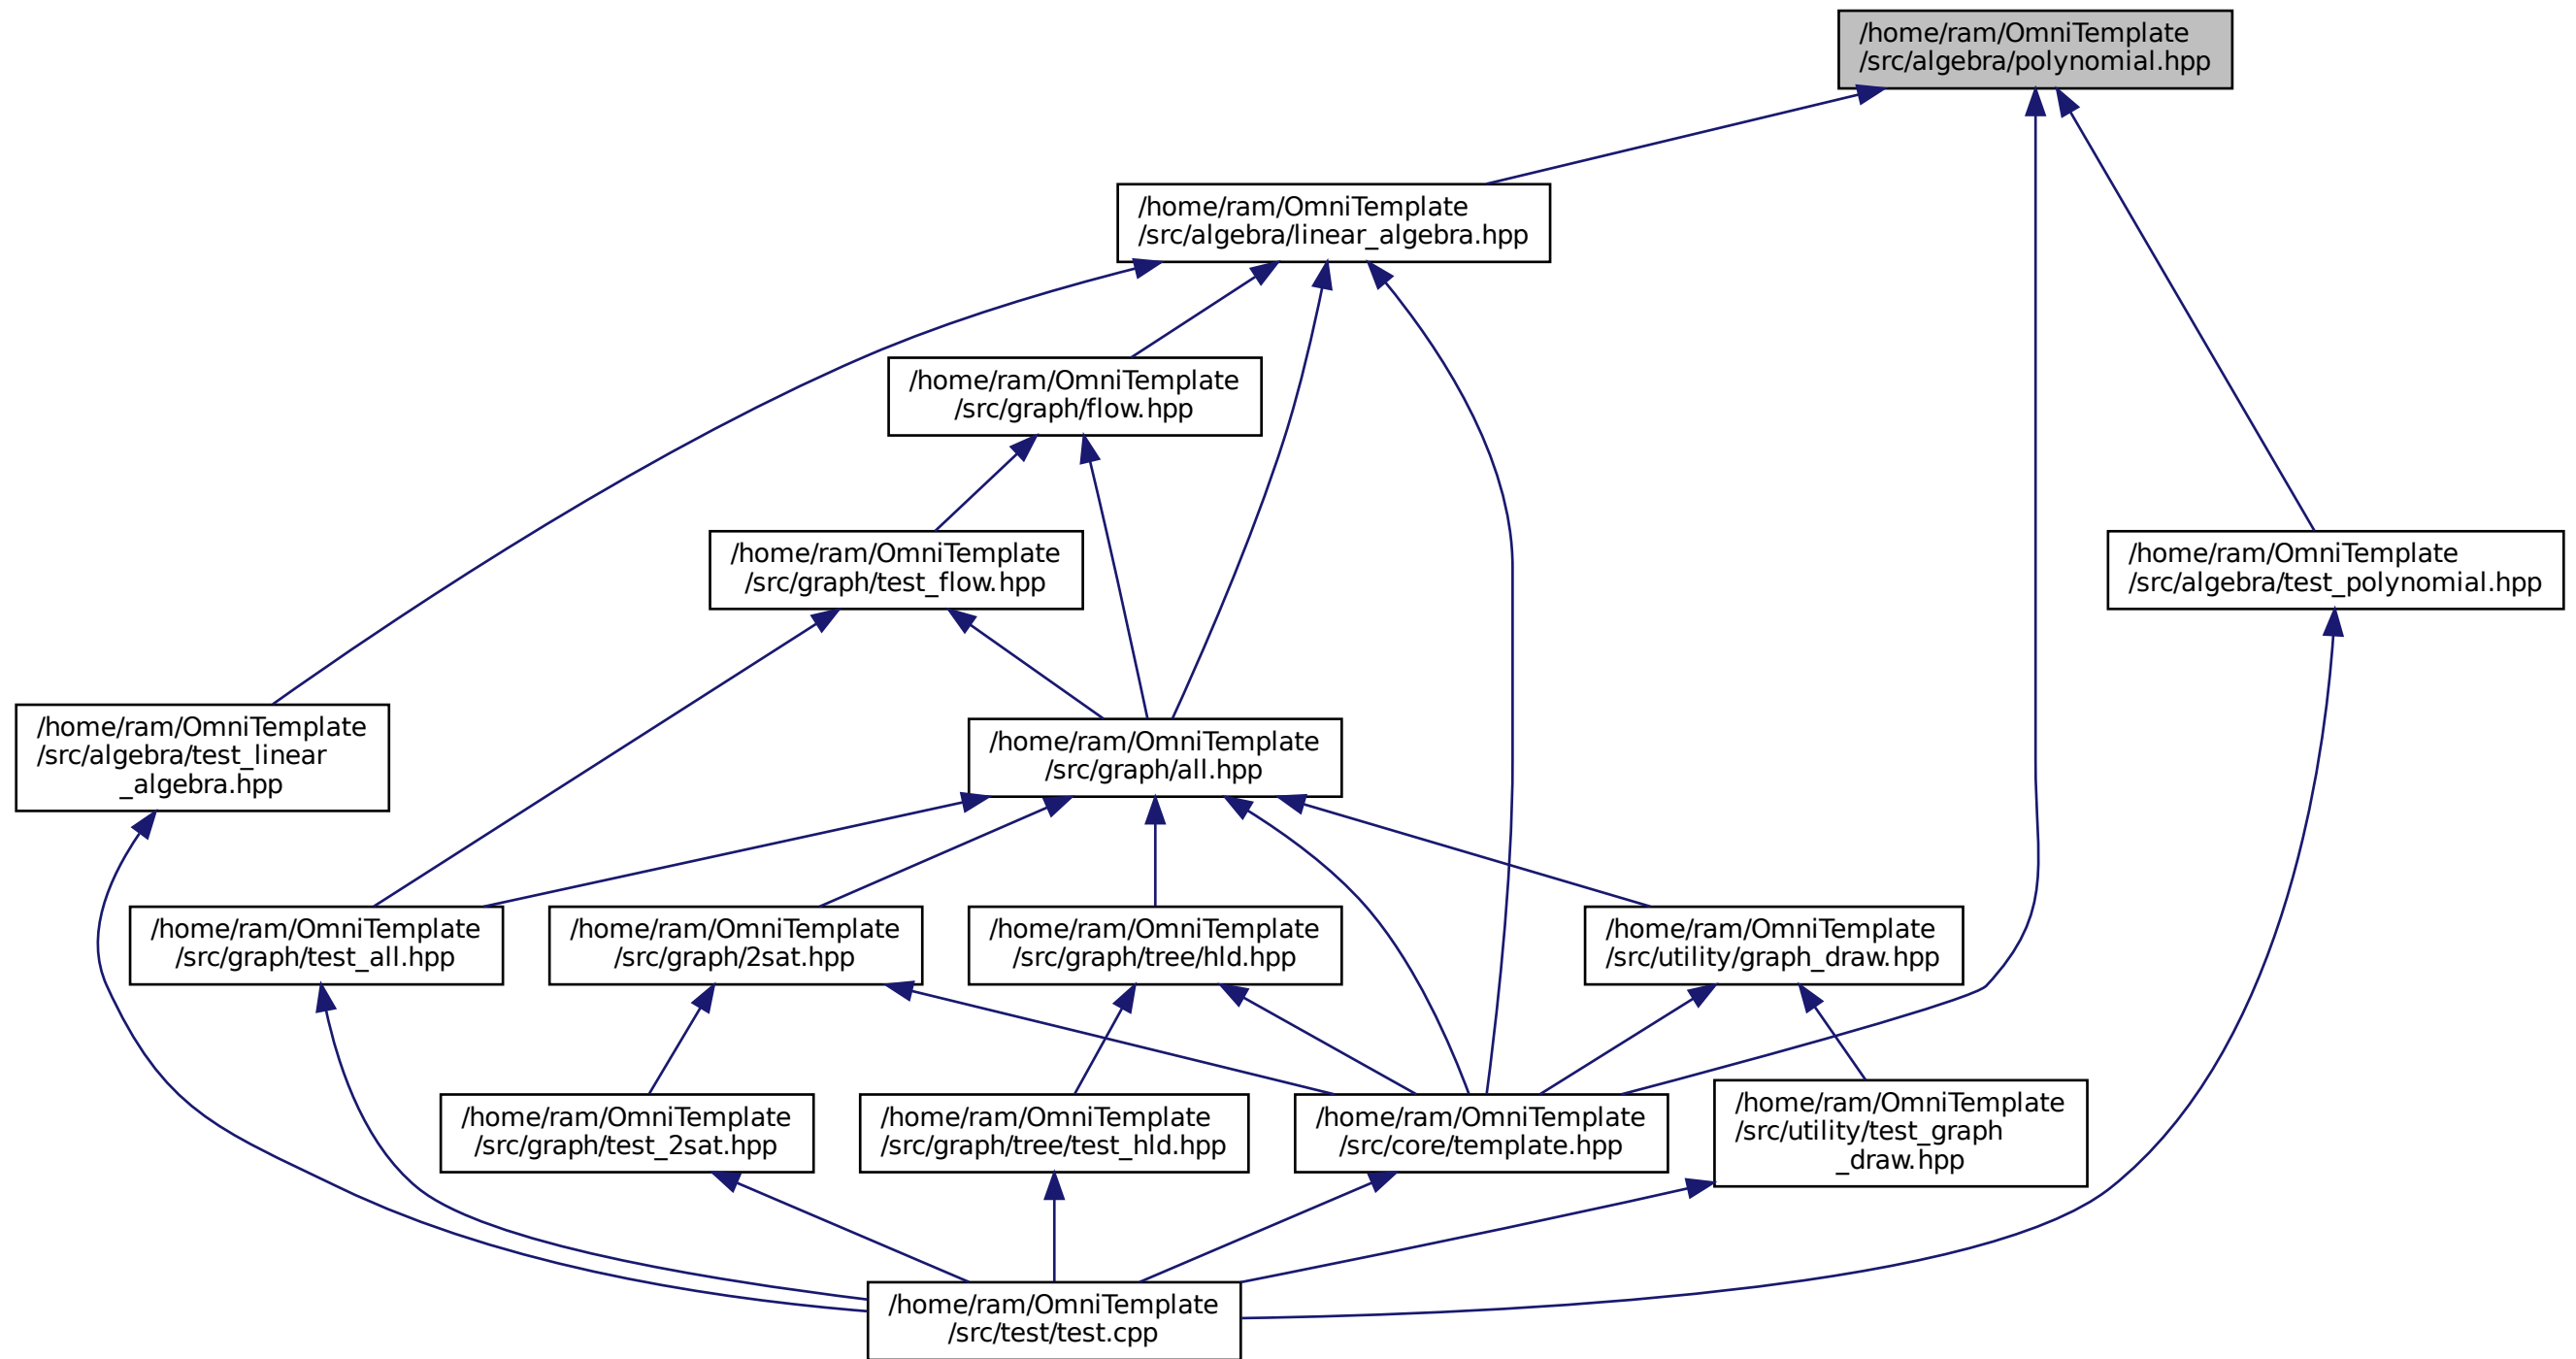 /home/ram/OmniTemplate
/src/algebra/polynomial.hpp
/home/ram/OmniTemplate
/src/algebra/linear_algebra.hpp
/home/ram/OmniTemplate
/src/graph/flow.hpp
/home/ram/OmniTemplate
/src/graph/test_flow.hpp
/home/ram/OmniTemplate
/src/algebra/test_polynomial.hpp
/home/ram/OmniTemplate
/src/algebra/test_linear
_algebra.hpp
/home/ram/OmniTemplate
/src/graph/all.hpp
/home/ram/OmniTemplate
/src/graph/test_all.hpp
/home/ram/OmniTemplate
/src/graph/2sat.hpp
/home/ram/OmniTemplate
/src/graph/tree/hld.hpp
/home/ram/OmniTemplate
/src/utility/graph_draw.hpp
/home/ram/OmniTemplate
/src/graph/test_2sat.hpp
/home/ram/OmniTemplate
/src/graph/tree/test_hld.hpp
/home/ram/OmniTemplate
/src/core/template.hpp
/home/ram/OmniTemplate
/src/utility/test_graph
_draw.hpp
/home/ram/OmniTemplate
/src/test/test.cpp